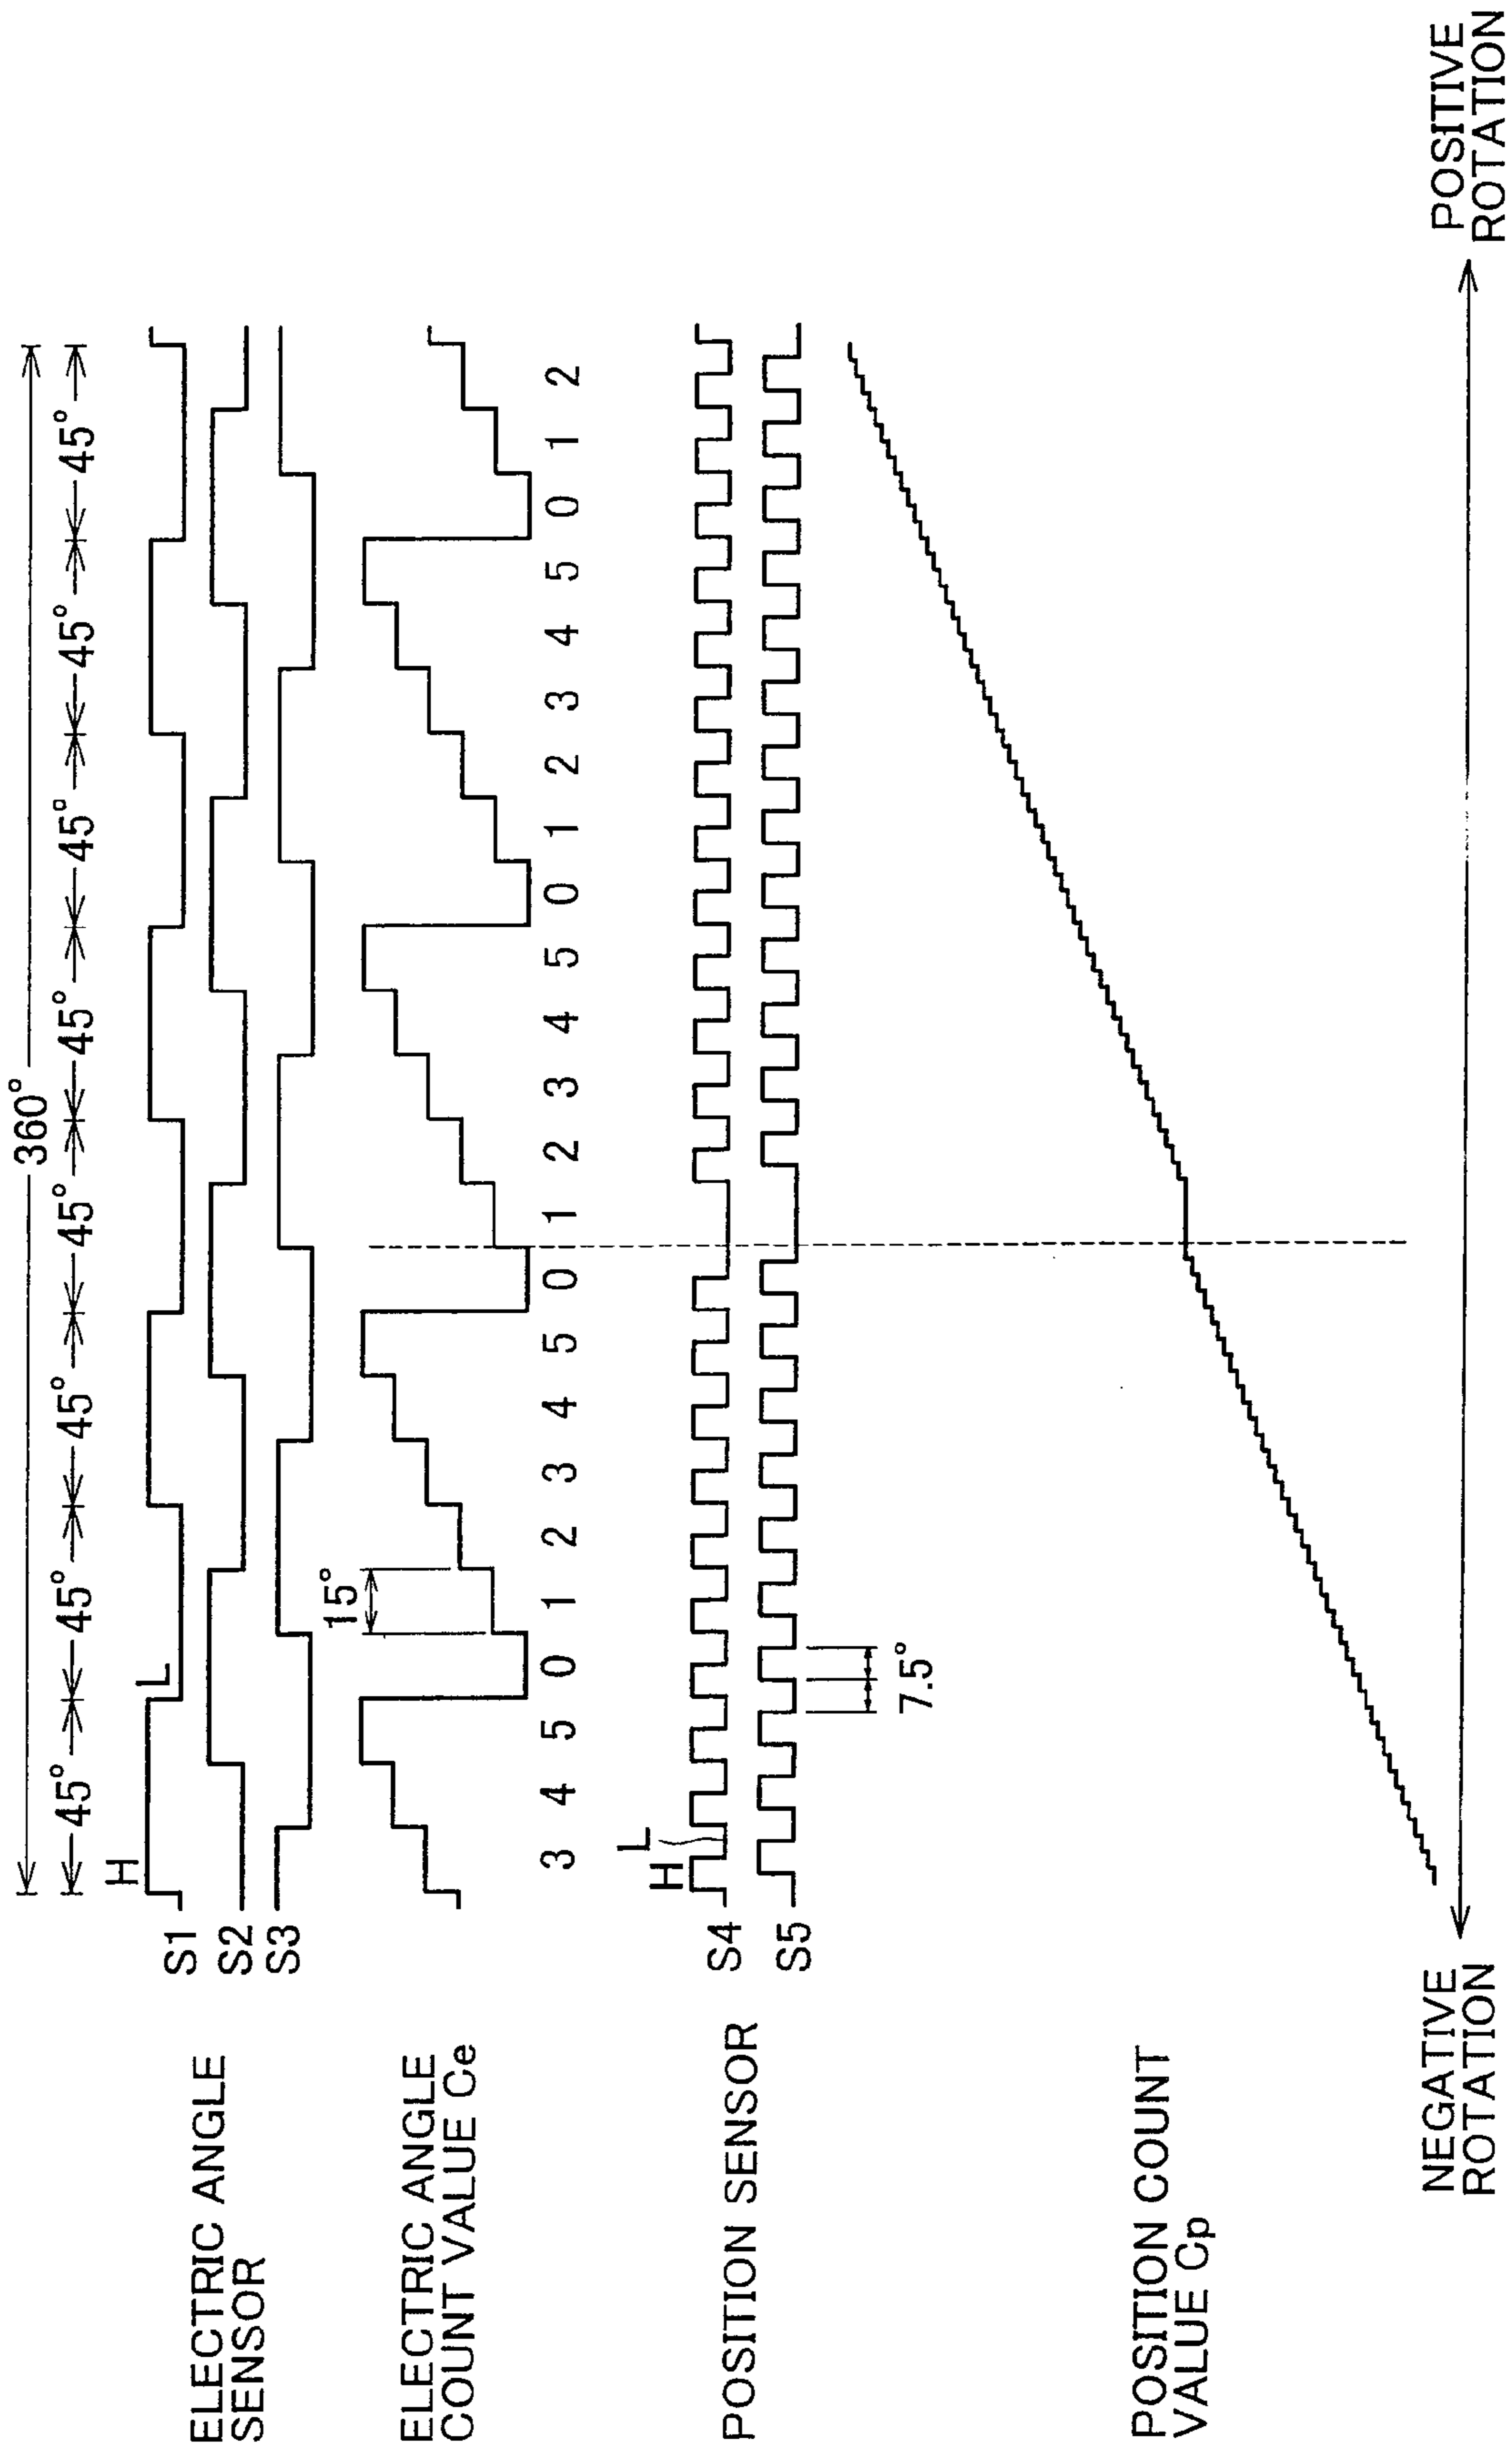 360°
45° 45° 45° 45° 45° 45° 45° 45°
H
L
ELECTRIC ANGLE
SENSOR
S1
S2
S3
15°
ELECTRIC ANGLE
COUNT VALUE Ce
3 4 5 0 1 2 3 4 5 0 1 2 3 4 5 0 1 2 3 4 5 0 1 2
H L
POSITION SENSOR
S4
S5
7.5°
POSITION COUNT
VALUE Cp
NEGATIVE
ROTATION
POSITIVE
ROTATION